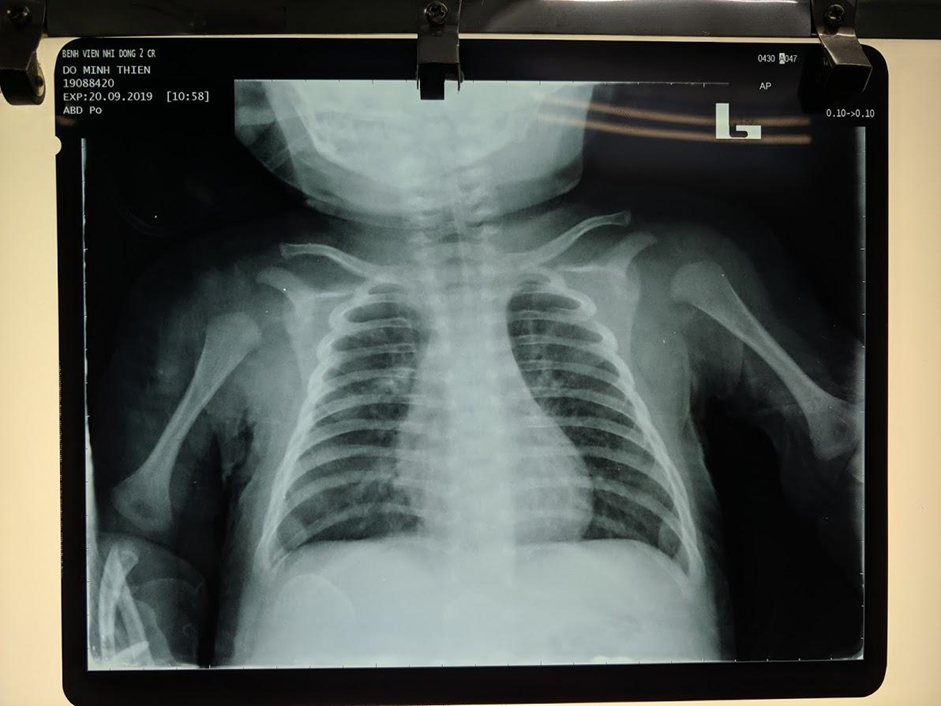 BENH VIEN NHI DONG 2 CR
DO MINH THIEN
19088420
EXP:20.09.2019 [10:58]
ABD Po
0430 A047
AP
0.10->0.10
L